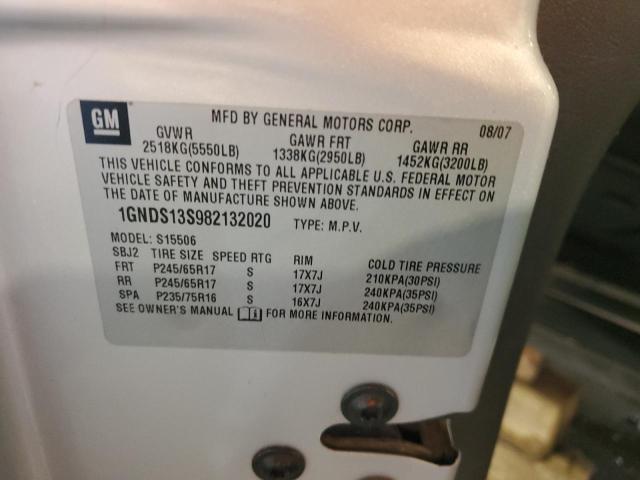 GM
MFD BY GENERAL MOTORS CORP. 08/07
GVWR GAWR FRT GAWR RR
2518KG(5550LB) 1338KG(2950LB) 1452KG(3200LB)
THIS VEHICLE CONFORMS TO ALL APPLICABLE U.S. FEDERAL MOTOR
VEHICLE SAFETY AND THEFT PREVENTION STANDARDS IN EFFECT ON
THE DATE OF MANUFACTURE SHOWN ABOVE.
1GNDS13S982132020 TYPE: M.P.V.
MODEL: S15506
SBJ2 TIRE SIZE SPEED RTG RIM COLD TIRE PRESSURE
FRT P245/65R17 S 17X7J 210KPA(30PSI)
RR P245/65R17 S 17X7J 240KPA(35PSI)
SPA P235/75R16 S 16X7J 240KPA(35PSI)
SEE OWNER'S MANUAL i FOR MORE INFORMATION.